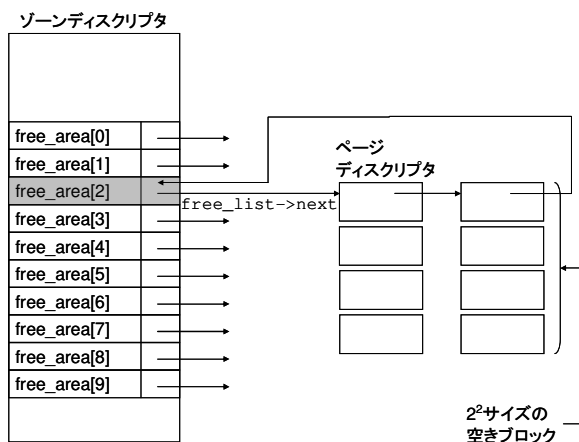 ゾーンディスクリプタ
free_area[0]
free_area[1]
free_area[2]
free_area[3]
free_area[4]
free_area[5]
free_area[6]
free_area[7]
free_area[8]
free_area[9]
free_list->next
ページ
ディスクリプタ
2²サイズの
空きブロック